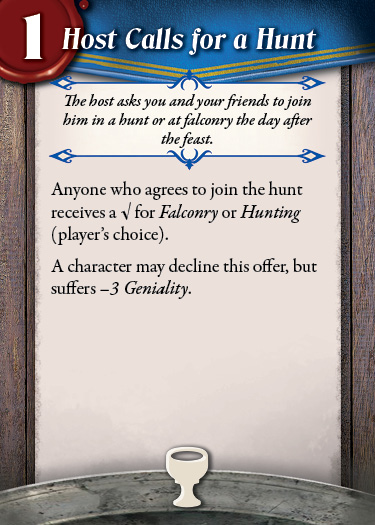 1 Host Calls for a Hunt
The host asks you and your friends to join
him in a hunt or at falconry the day after
the feast.
Anyone who agrees to join the hunt
receives a √ for Falconry or Hunting
(player's choice).
A character may decline this offer, but
suffers –3 Geniality.